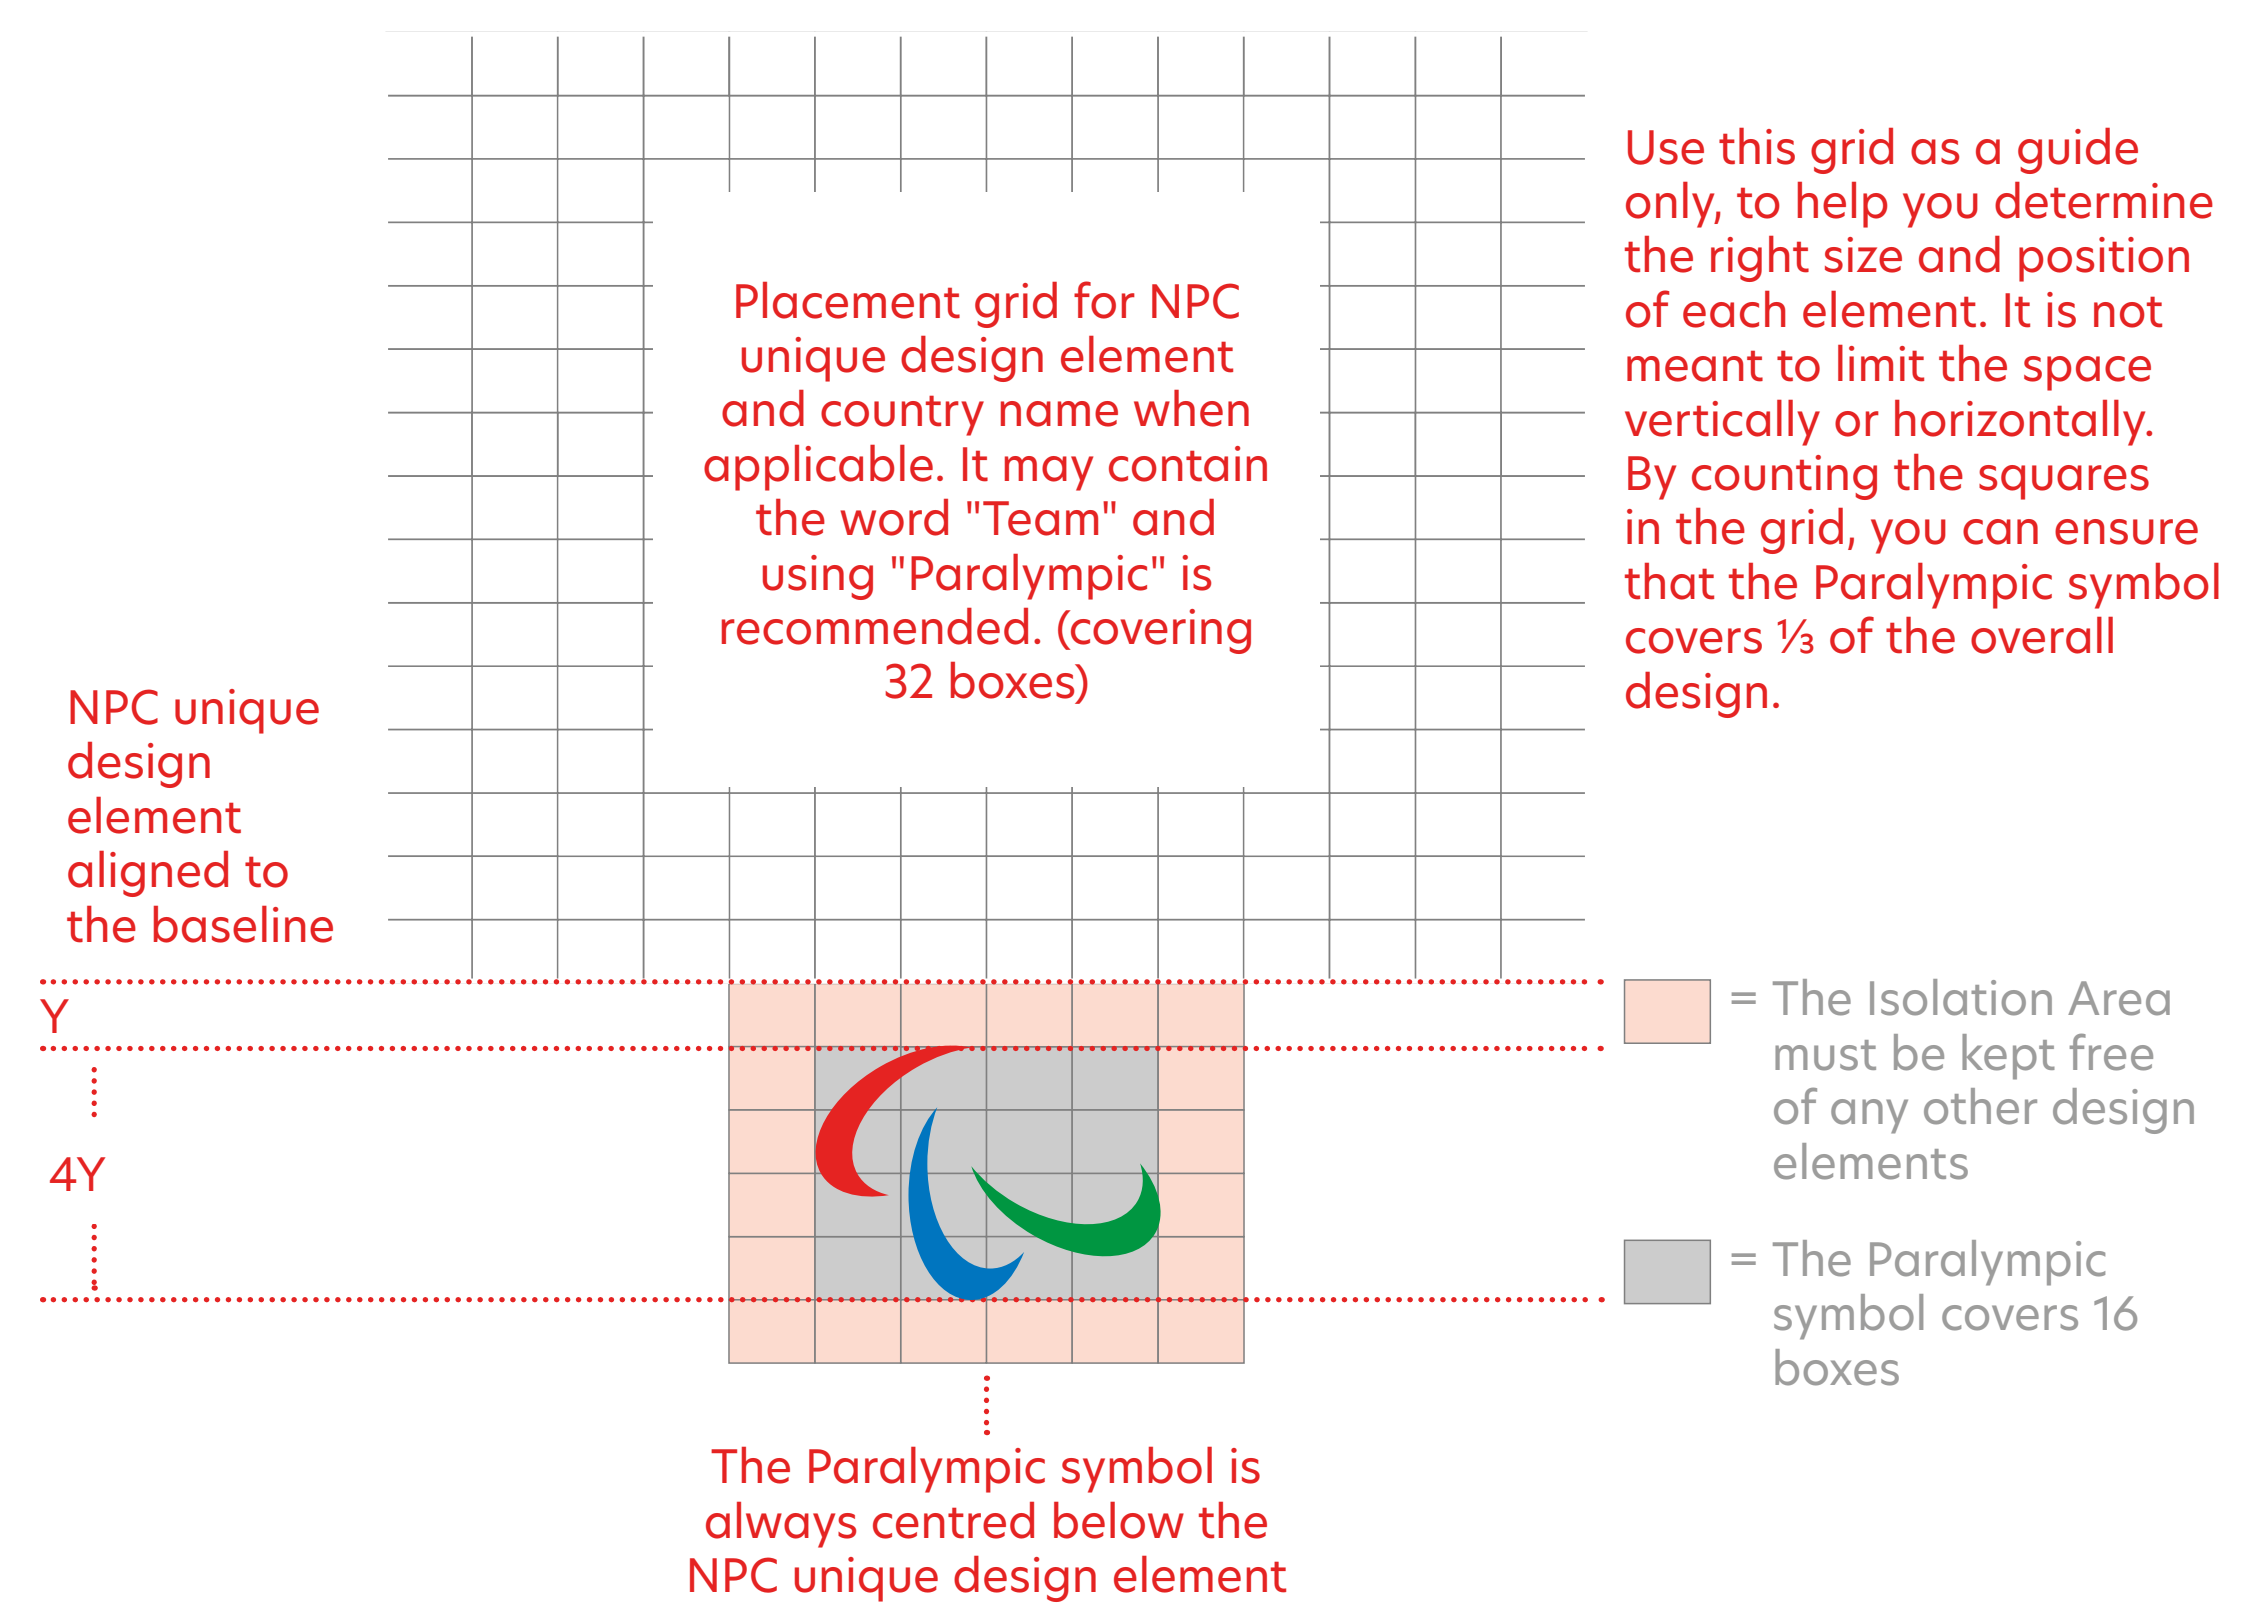 Placement grid for NPC
unique design element
and country name when
applicable. It may contain
the word "Team" and
using "Paralympic" is
recommended. (covering
32 boxes)
Use this grid as a guide
only, to help you determine
the right size and position
of each element. It is not
meant to limit the space
vertically or horizontally.
By counting the squares
in the grid, you can ensure
that the Paralympic symbol
covers ⅓ of the overall
design.
NPC unique
design
element
aligned to
the baseline
Y
4Y
= The Isolation Area
must be kept free
of any other design
elements
= The Paralympic
symbol covers 16
boxes
The Paralympic symbol is
always centred below the
NPC unique design element